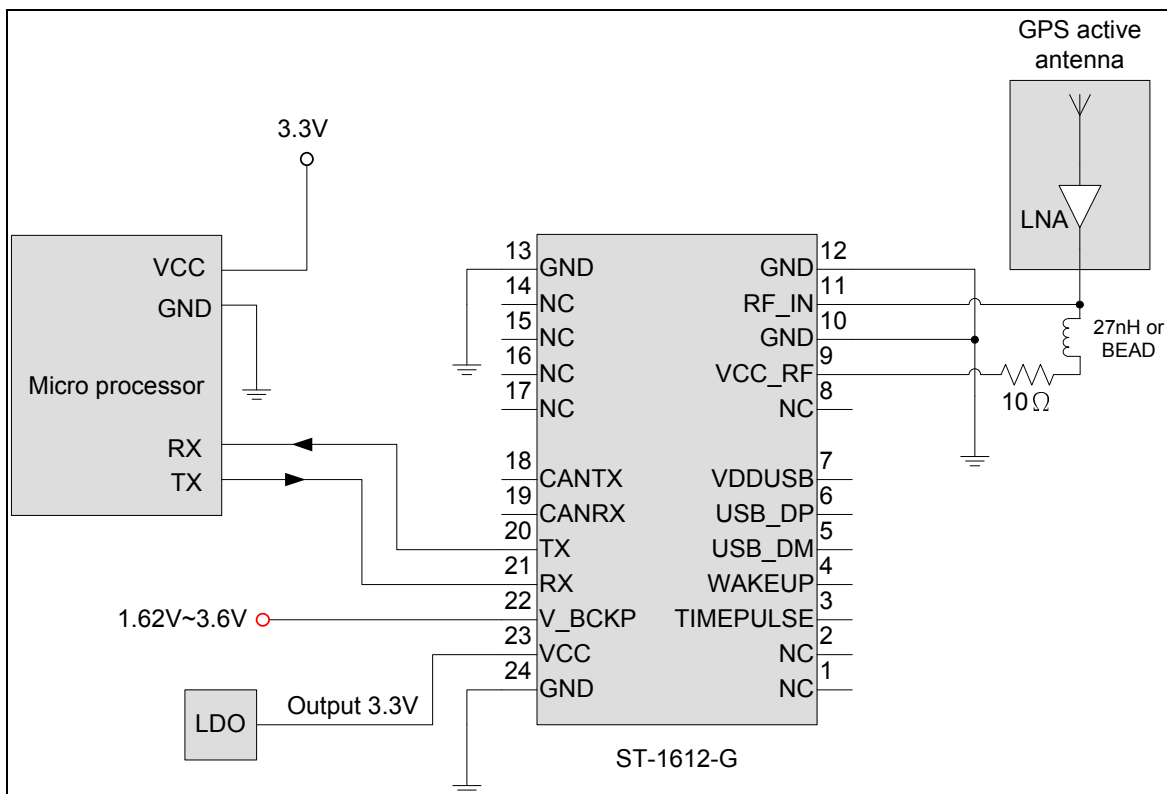 GPS active
antenna
LNA
27nH or
BEAD
10Ω
3.3V
VCC
GND
Micro processor
RX
TX
1.62V~3.6V
LDO
Output 3.3V
13
GND
14
NC
15
NC
16
NC
17
NC
18
CANTX
19
CANRX
20
TX
21
RX
22
V_BCKP
23
VCC
24
GND
12
GND
11
RF_IN
10
GND
9
VCC_RF
8
NC
7
VDDUSB
6
USB_DP
5
USB_DM
4
WAKEUP
3
TIMEPULSE
2
NC
1
NC
ST-1612-G